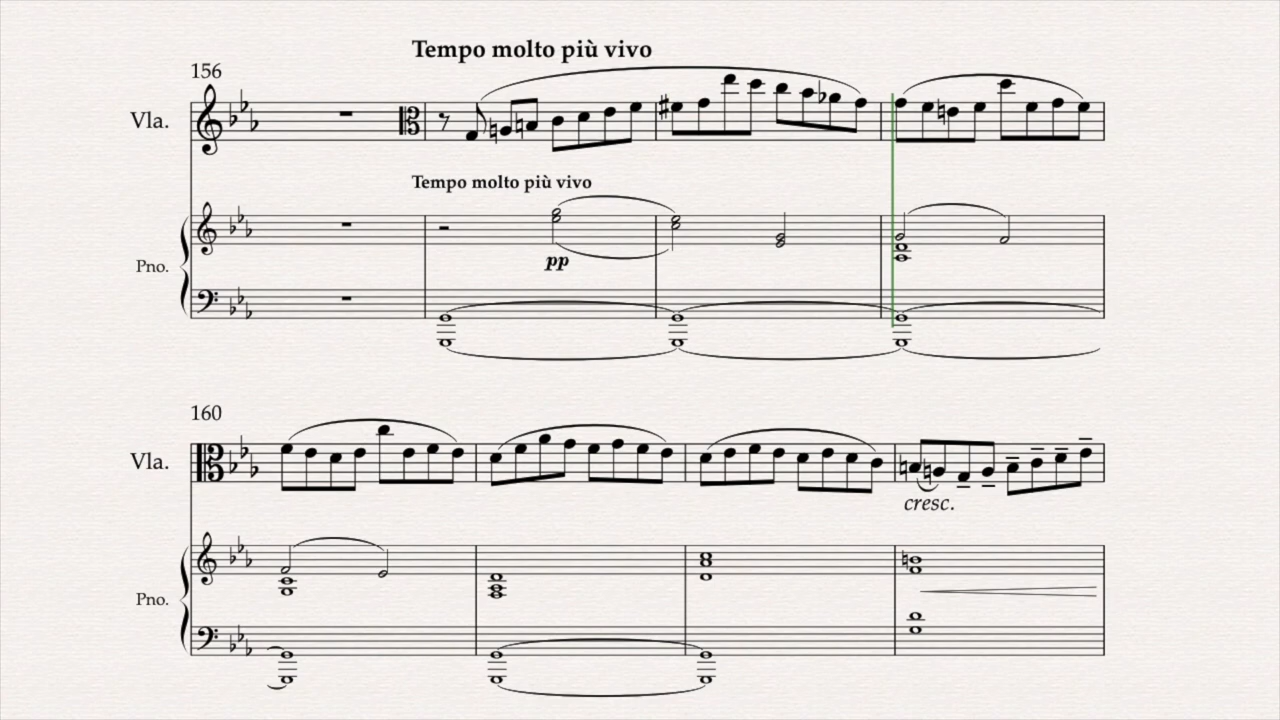 Tempo molto più vivo
156
Vla.
Tempo molto più vivo
pp
Pno.
160
Vla.
cresc.
Pno.